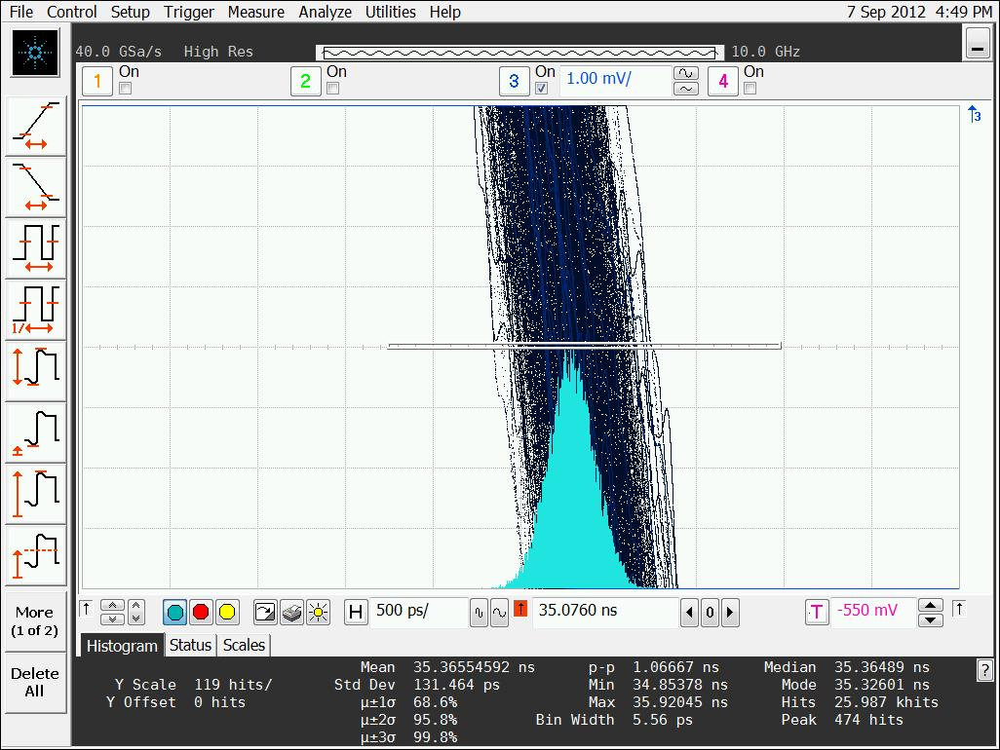 File Control Setup Trigger Measure Analyze Utilities Help 7 Sep 2012 4:49 PM
40.0 GSa/s High Res 10.0 GHz
1 On 2 On 3 On 1.00 mV/ 4 On
3
1/
More
(1 of 2)
Delete
All
H 500 ps/ 35.0760 ns 0 T -550 mV
Histogram Status Scales
Mean 35.36554592 ns p-p 1.06667 ns Median 35.36489 ns ?
Y Scale 119 hits/ Std Dev 131.464 ps Min 34.85378 ns Mode 35.32601 ns
Y Offset 0 hits μ±1σ 68.6% Max 35.92045 ns Hits 25.987 khits
μ±2σ 95.8% Bin Width 5.56 ps Peak 474 hits
μ±3σ 99.8%